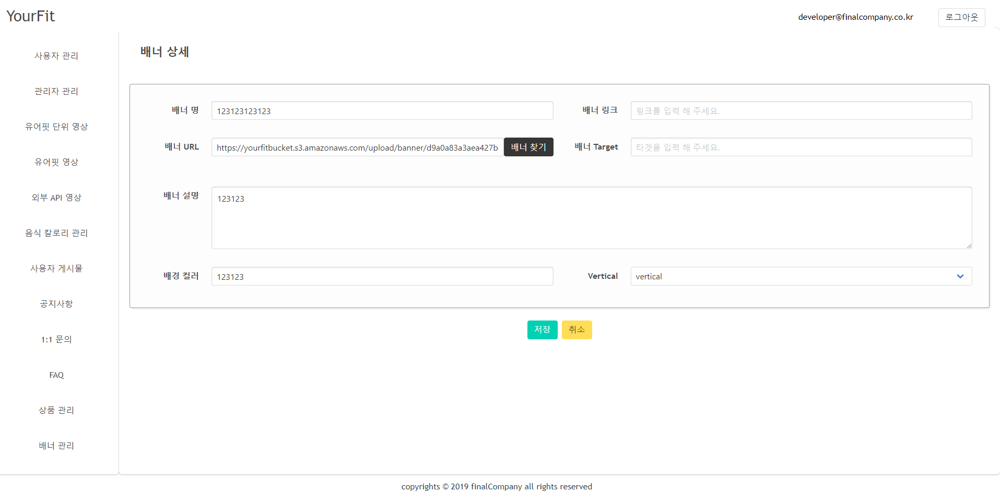 YourFit
developer@finalcompany.co.kr
로그아웃
사용자 관리
관리자 관리
유어핏 단위 영상
유어핏 영상
외부 API 영상
음식 칼로리 관리
사용자 게시물
공지사항
1:1 문의
FAQ
상품 관리
배너 관리
배너 상세
배너 명
123123123123
배너 링크
링크를 입력 해 주세요.
배너 URL
https://yourfitbucket.s3.amazonaws.com/upload/banner/d9a0a83a3aea427b
배너 찾기
배너 Target
타겟을 입력 해 주세요.
배너 설명
123123
배경 컬러
123123
Vertical
vertical
저장
취소
copyrights © 2019 finalCompany all rights reserved